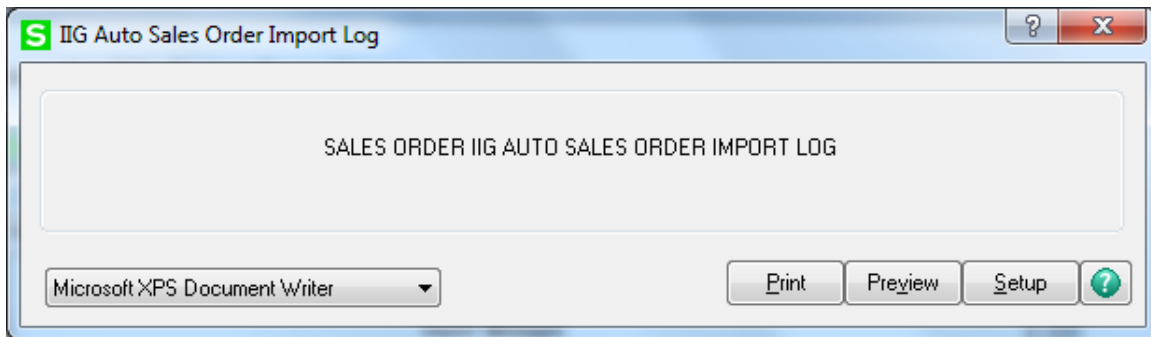 S IIG Auto Sales Order Import Log ? X
SALES ORDER IIG AUTO SALES ORDER IMPORT LOG
Microsoft XPS Document Writer Print Preview Setup ?